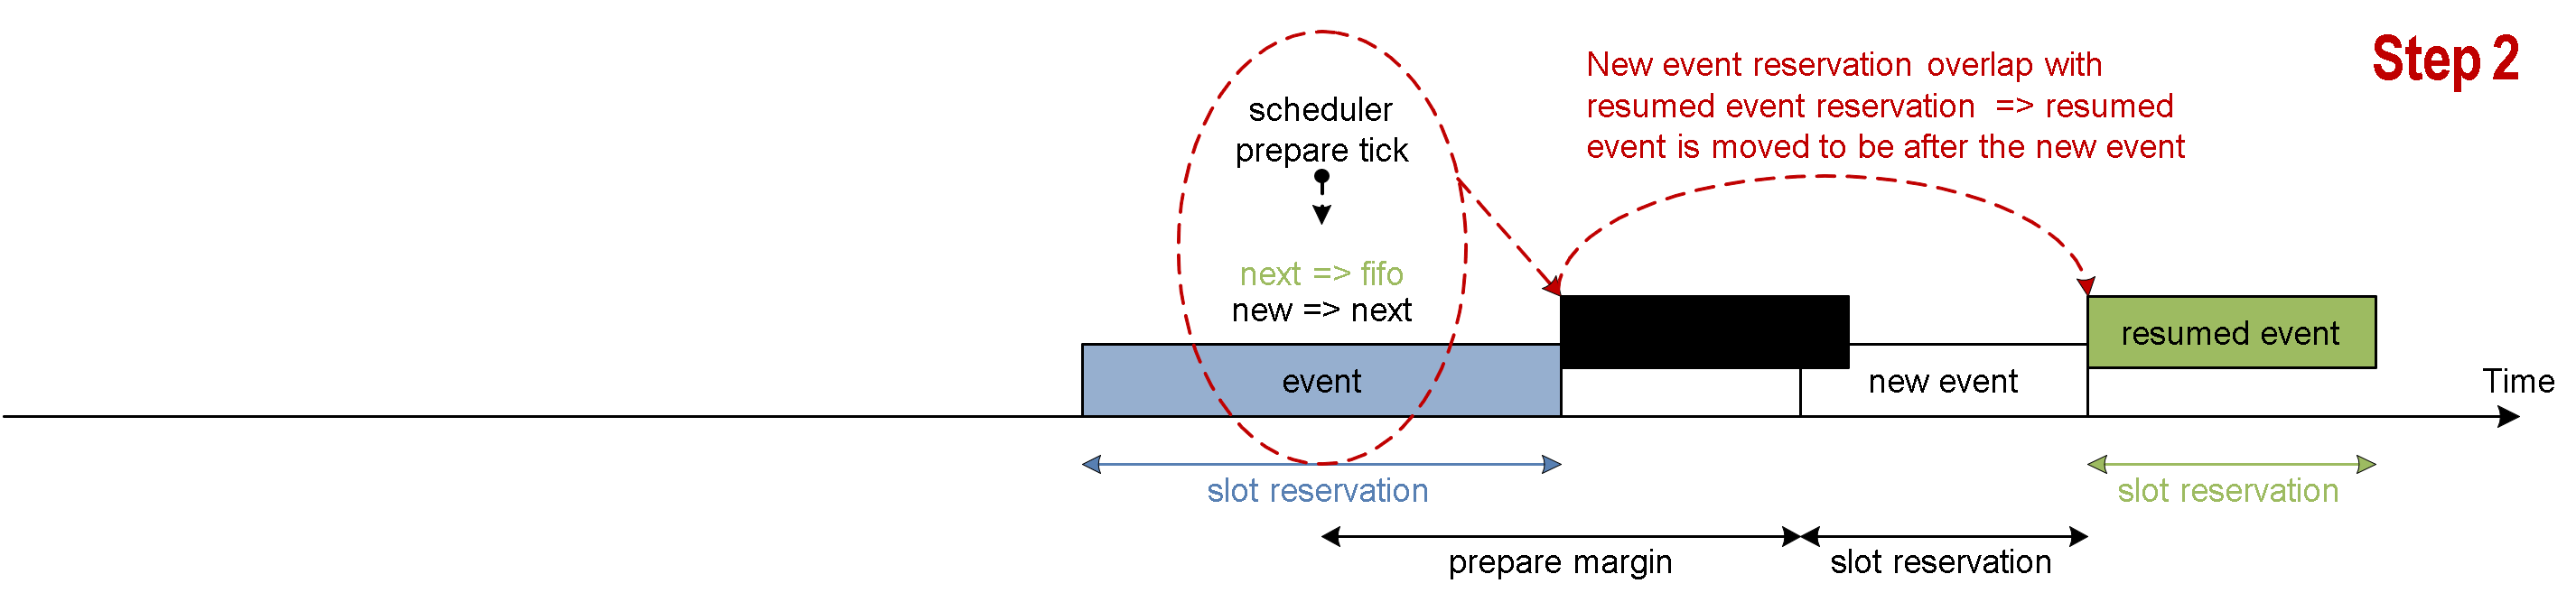 Step 2
New event reservation overlap with
resumed event reservation => resumed
event is moved to be after the new event
scheduler
prepare tick
next => fifo
new => next
resumed event
event
new event
Time
slot reservation
slot reservation
prepare margin
slot reservation